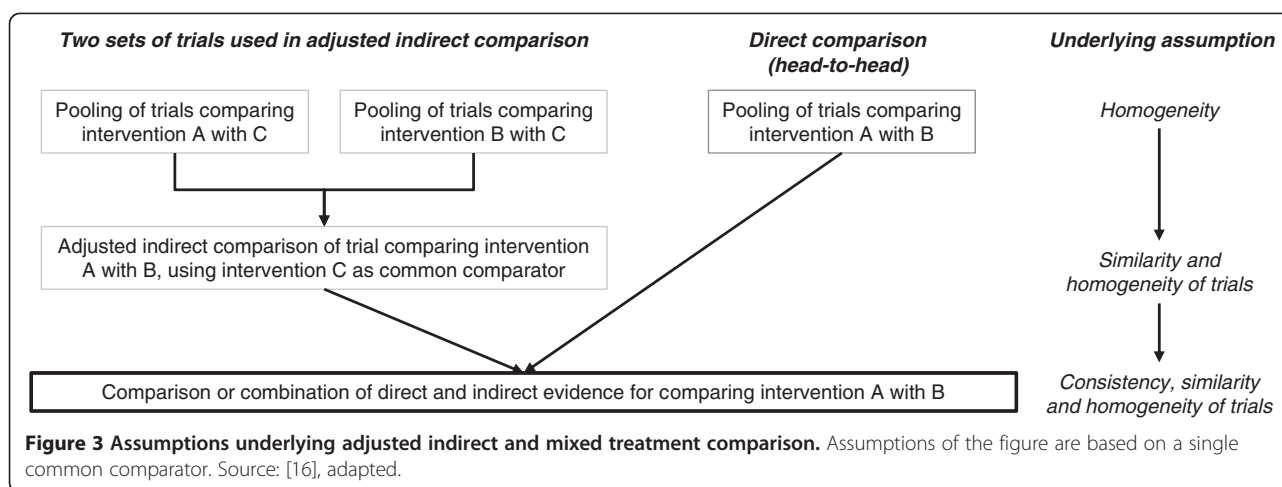 Two sets of trials used in adjusted indirect comparison
Direct comparison
(head-to-head)
Underlying assumption
Pooling of trials comparing
intervention A with C
Pooling of trials comparing
intervention B with C
Pooling of trials comparing
intervention A with B
Homogeneity
Adjusted indirect comparison of trial comparing intervention
A with B, using intervention C as common comparator
Similarity and
homogeneity of trials
Comparison or combination of direct and indirect evidence for comparing intervention A with B
Consistency, similarity
and homogeneity of trials
Figure 3 Assumptions underlying adjusted indirect and mixed treatment comparison. Assumptions of the figure are based on a single
common comparator. Source: [16], adapted.